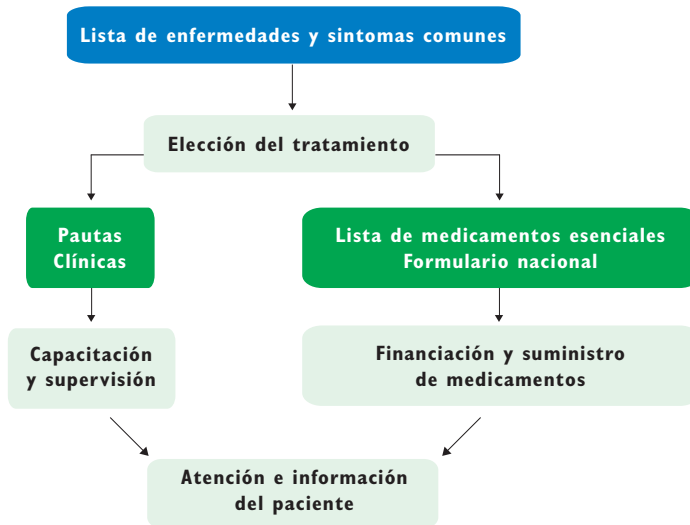 Lista de enfermedades y sintomas comunes
Elección del tratamiento
Pautas
Clínicas
Lista de medicamentos esenciales
Formulario nacional
Capacitación
y supervisión
Financiación y suministro
de medicamentos
Atención e información
del paciente